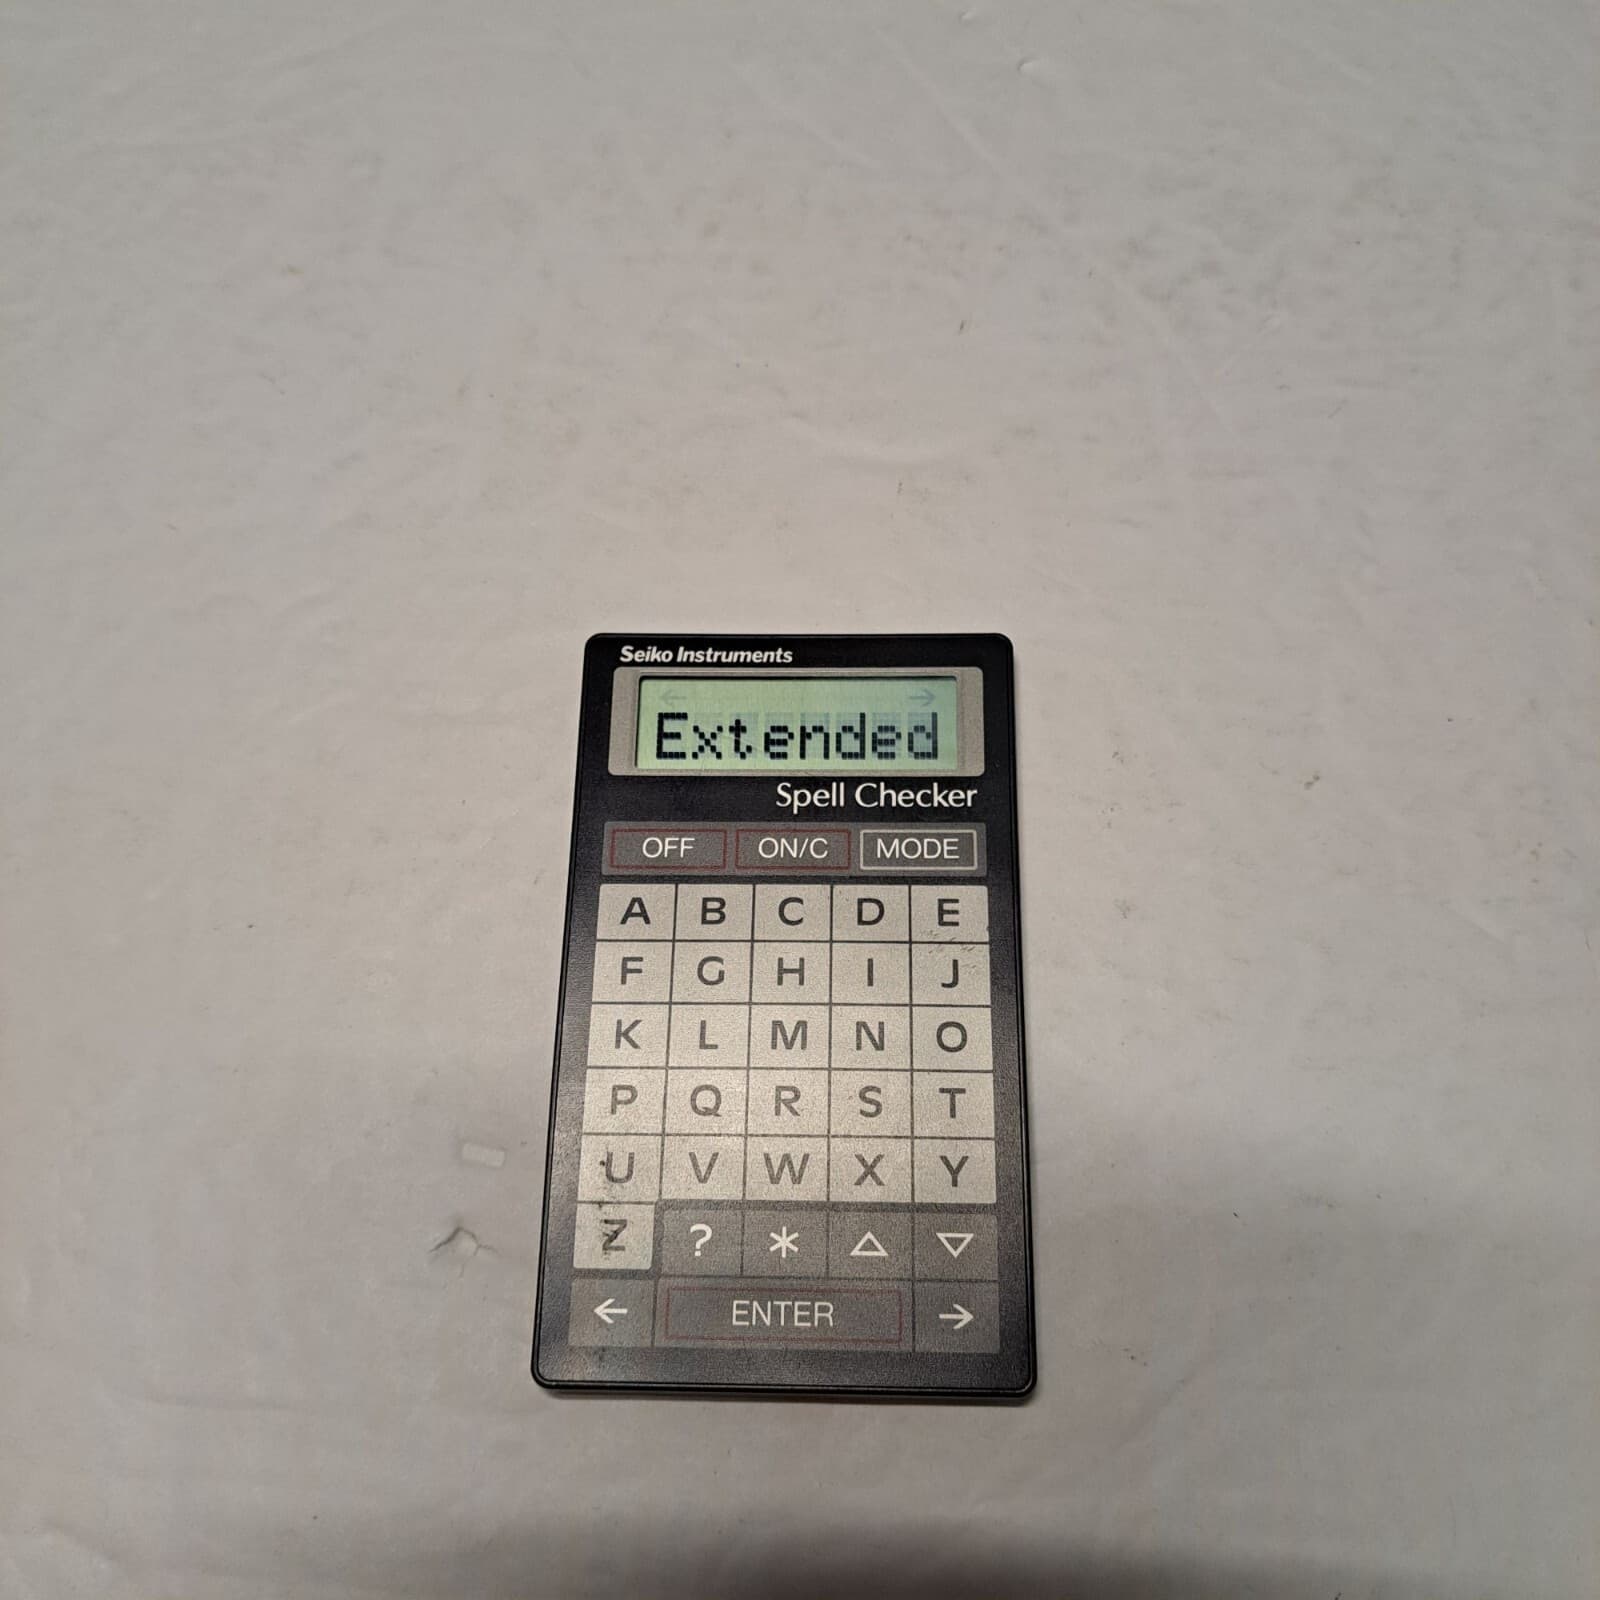 Seiko Instruments
← →
Extended
Spell Checker
OFF ON/C MODE
A B C D E
F G H I J
K L M N O
P Q R S T
U V W X Y
Z ? * △ ▽
← ENTER →